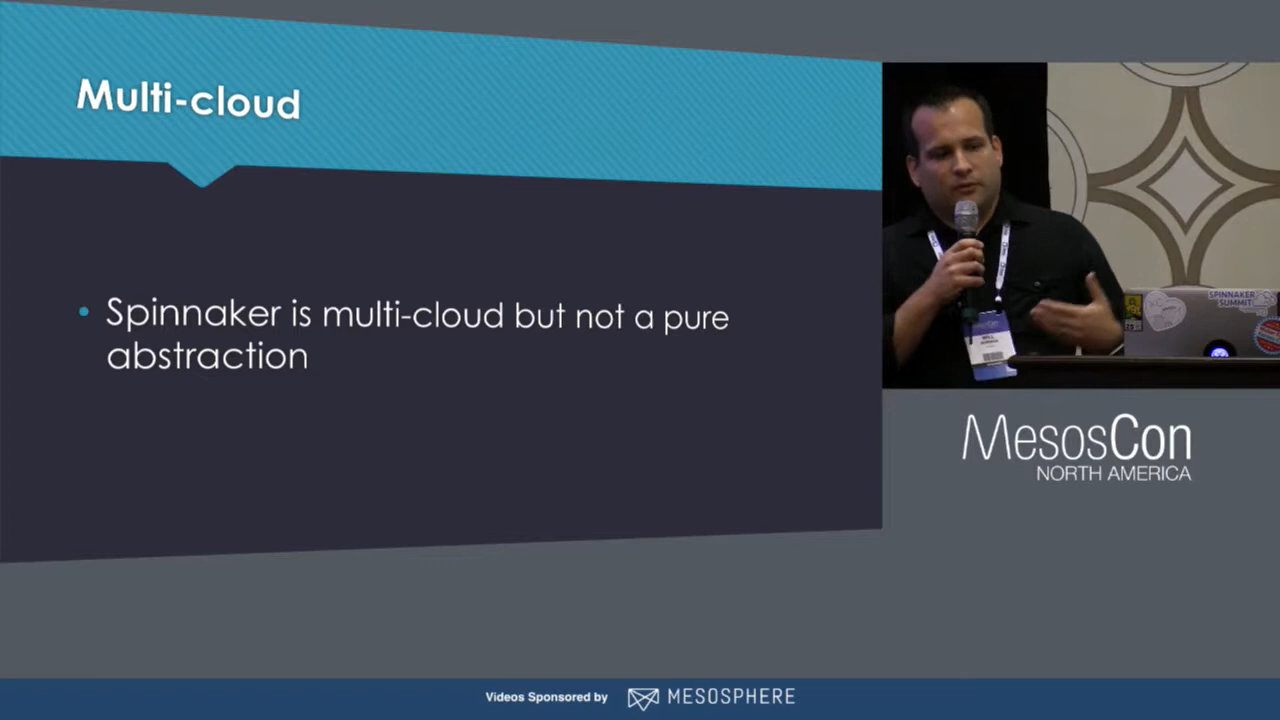 Multi-cloud
• Spinnaker is multi-cloud but not a pure
abstraction
SPINNAKER
SUMMIT
MesosCon
NORTH AMERICA
Videos Sponsored by MESOSPHERE